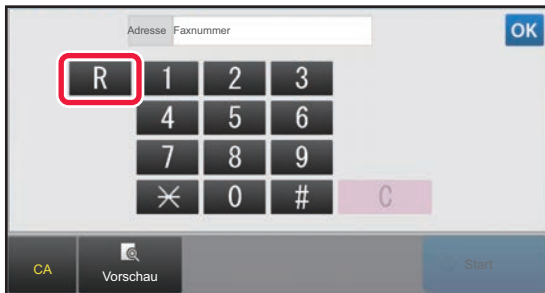 Adresse Faxnummer OK
R 1 2 3
4 5 6
7 8 9
* 0 # C
CA Vorschau Start